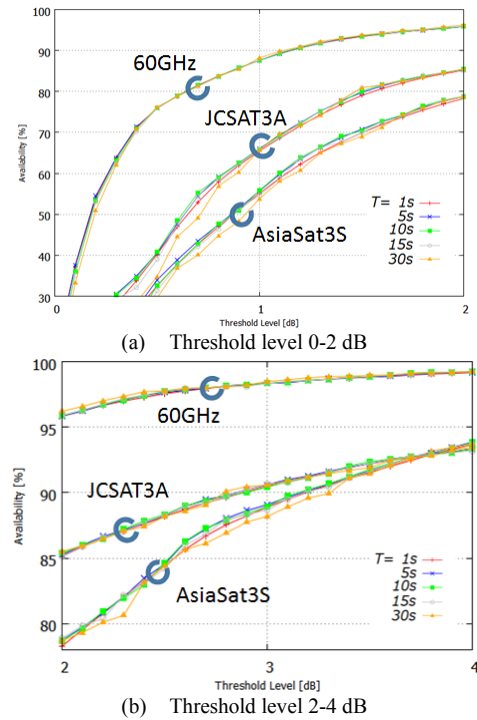 100
90
80
70
60
50
40
30
Availability [%]
60GHz
JCSAT3A
AsiaSat3S
T= 1s
5s
10s
15s
30s
0
1
2
Threshold Level [dB]
(a) Threshold level 0-2 dB
100
95
90
85
80
Availability [%]
60GHz
JCSAT3A
AsiaSat3S
T= 1s
5s
10s
15s
30s
2
3
4
Threshold Level [dB]
(b) Threshold level 2-4 dB